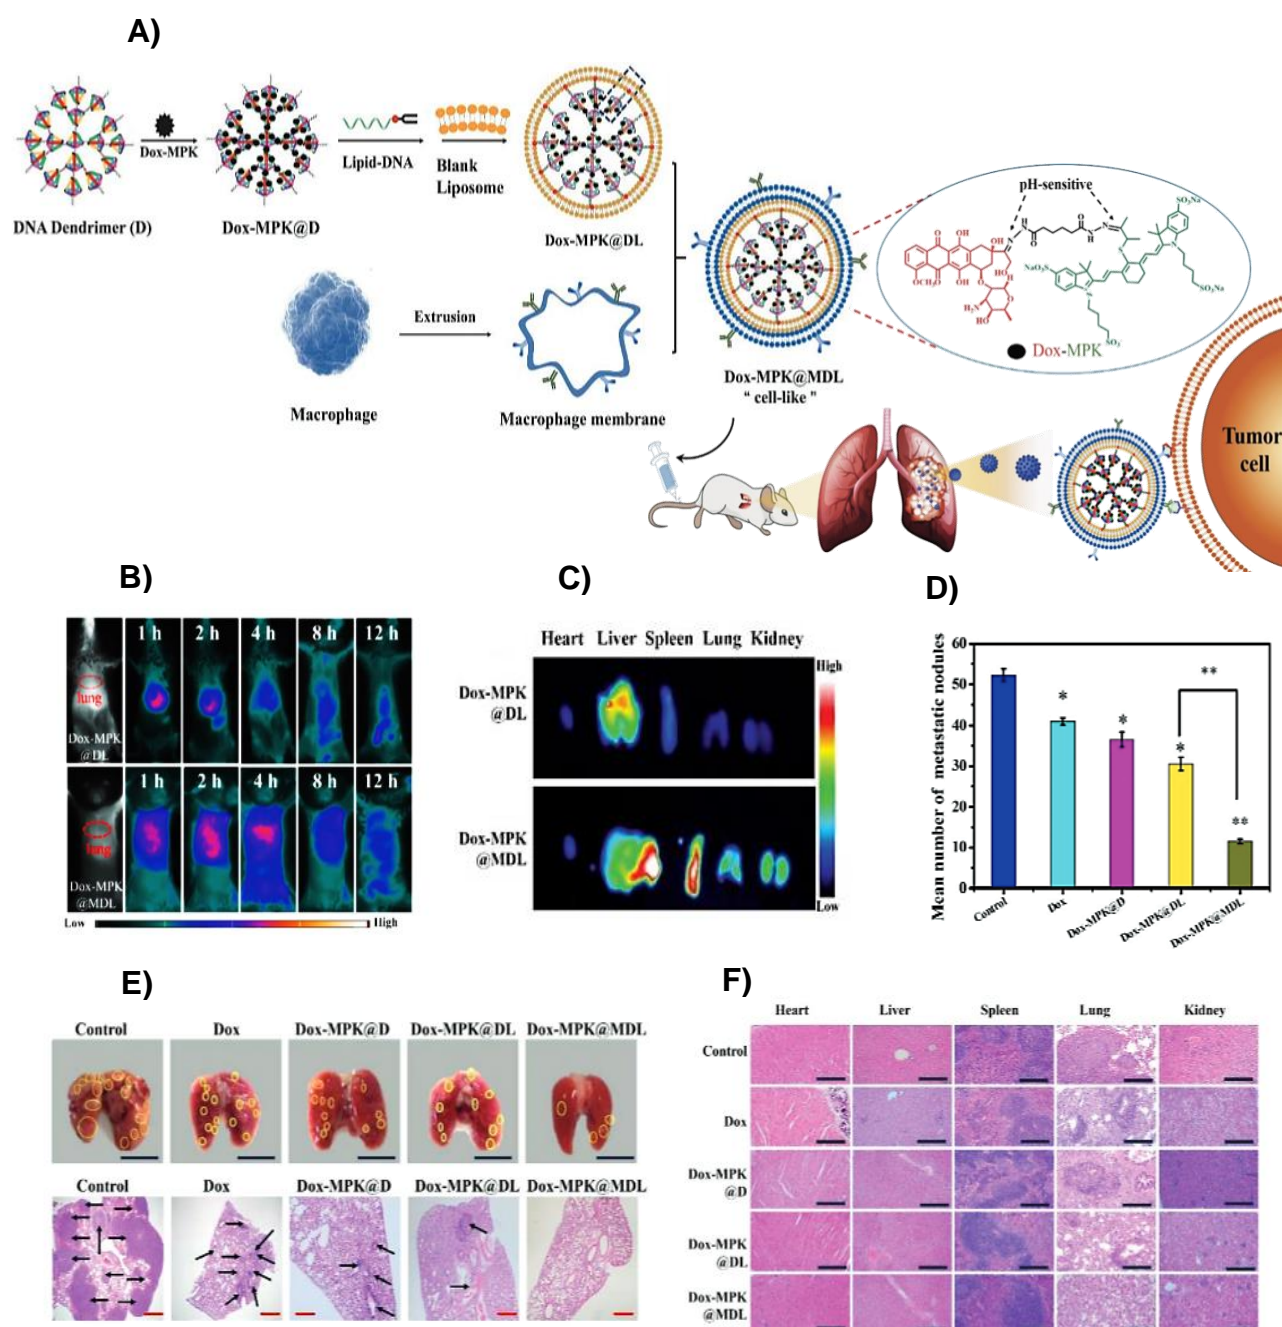 A)
DNA Dendrimer (D)
Dox-MPK
Dox-MPK@D
Lipid-DNA
Blank
Liposome
Dox-MPK@DL
Macrophage
Extrusion
Macrophage membrane
Dox-MPK@MDL
“ cell-like ”
pH-sensitive
Dox-MPK
Tumor
cell
B)
1 h 2 h 4 h 8 h 12 h
lung
Dox-MPK
@DL
1 h 2 h 4 h 8 h 12 h
lung
Dox-MPK
@MDL
Low High
C)
Heart Liver Spleen Lung Kidney
Dox-MPK
@DL
Dox-MPK
@MDL
High
Low
D)
Mean number of metastatic nodules
60
50
40
30
20
10
0
*
*
*
**
**
Control
Dox
Dox-MPK@D
Dox-MPK@DL
Dox-MPK@MDL
E)
Control Dox Dox-MPK@D Dox-MPK@DL Dox-MPK@MDL
Control Dox Dox-MPK@D Dox-MPK@DL Dox-MPK@MDL
F)
Heart Liver Spleen Lung Kidney
Control
Dox
Dox-MPK
@D
Dox-MPK
@DL
Dox-MPK
@MDL